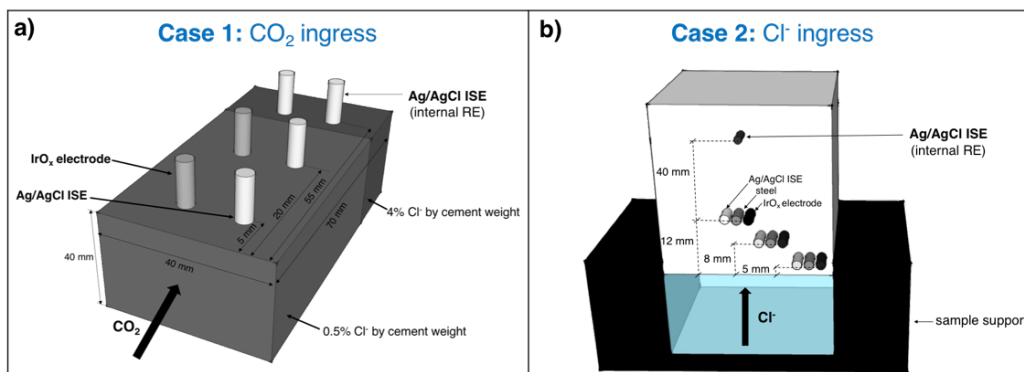 a)
Case 1: CO₂ ingress
Ag/AgCl ISE
(internal RE)
IrOₓ electrode
Ag/AgCl ISE
5 mm
20 mm
55 mm
70 mm
4% Cl⁻ by cement weight
40 mm
40 mm
CO₂
0.5% Cl⁻ by cement weight
b)
Case 2: Cl⁻ ingress
Ag/AgCl ISE
(internal RE)
40 mm
Ag/AgCl ISE
steel
IrOₓ electrode
12 mm
8 mm
5 mm
Cl⁻
sample suppor